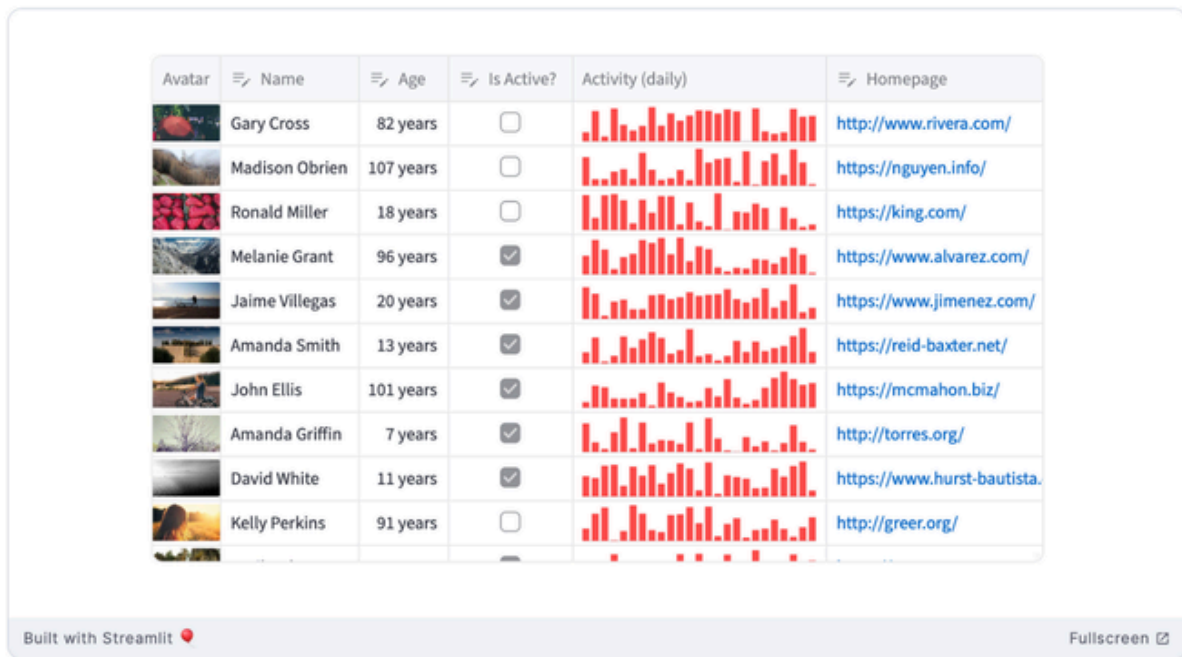 Avatar Name Age Is Active? Activity (daily) Homepage
Gary Cross 82 years http://www.rivera.com/
Madison Obrien 107 years https://nguyen.info/
Ronald Miller 18 years https://king.com/
Melanie Grant 96 years https://www.alvarez.com/
Jaime Villegas 20 years https://www.jimenez.com/
Amanda Smith 13 years https://reid-baxter.net/
John Ellis 101 years https://mcmahon.biz/
Amanda Griffin 7 years http://torres.org/
David White 11 years https://www.hurst-bautista.
Kelly Perkins 91 years http://greer.org/
Built with Streamlit Fullscreen